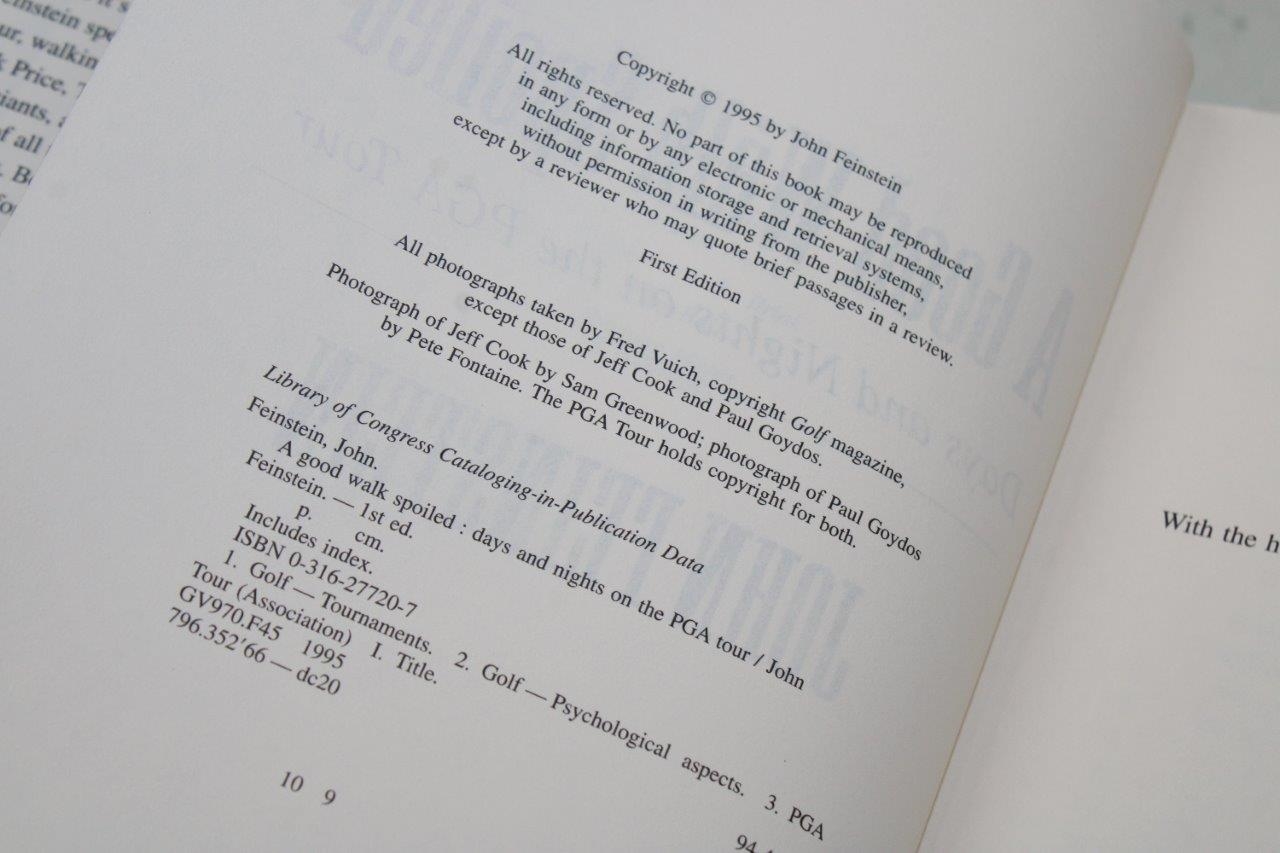 Copyright © 1995 by John Feinstein
All rights reserved. No part of this book may be reproduced
in any form or by any electronic or mechanical means,
including information storage and retrieval systems,
without permission in writing from the publisher,
except by a reviewer who may quote brief passages in a review.
First Edition
All photographs taken by Fred Vuich, copyright Golf magazine,
except those of Jeff Cook and Paul Goydos.
Photograph of Jeff Cook by Sam Greenwood; photograph of Paul Goydos
by Pete Fontaine. The PGA Tour holds copyright for both.
Library of Congress Cataloging-in-Publication Data
Feinstein, John.
A good walk spoiled : days and nights on the PGA tour / John
Feinstein. — 1st ed.
p. cm.
Includes index.
ISBN 0-316-27720-7
1. Golf — Tournaments. 2. Golf — Psychological aspects. 3. PGA
Tour (Association) I. Title.
GV970.F45 1995
796.352′66 — dc20
94
10 9
With the h